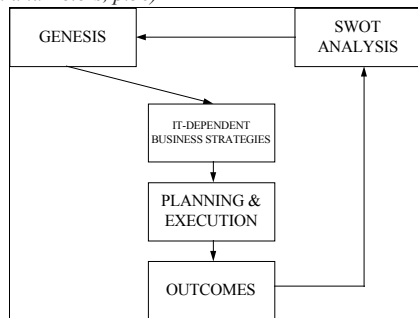 GENESIS
SWOT
ANALYSIS
IT-DEPENDENT
BUSINESS STRATEGIES
PLANNING &
EXECUTION
OUTCOMES